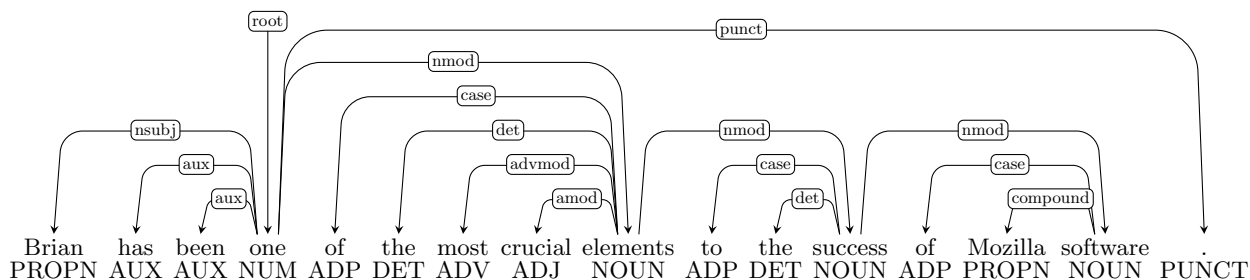 root
punct
nmod
case
nsubj det nmod nmod
aux advmod case case
aux amod det compound
Brian has been one of the most crucial elements to the success of Mozilla software .
PROPN AUX AUX NUM ADP DET ADV ADJ NOUN ADP DET NOUN ADP PROPN NOUN PUNCT